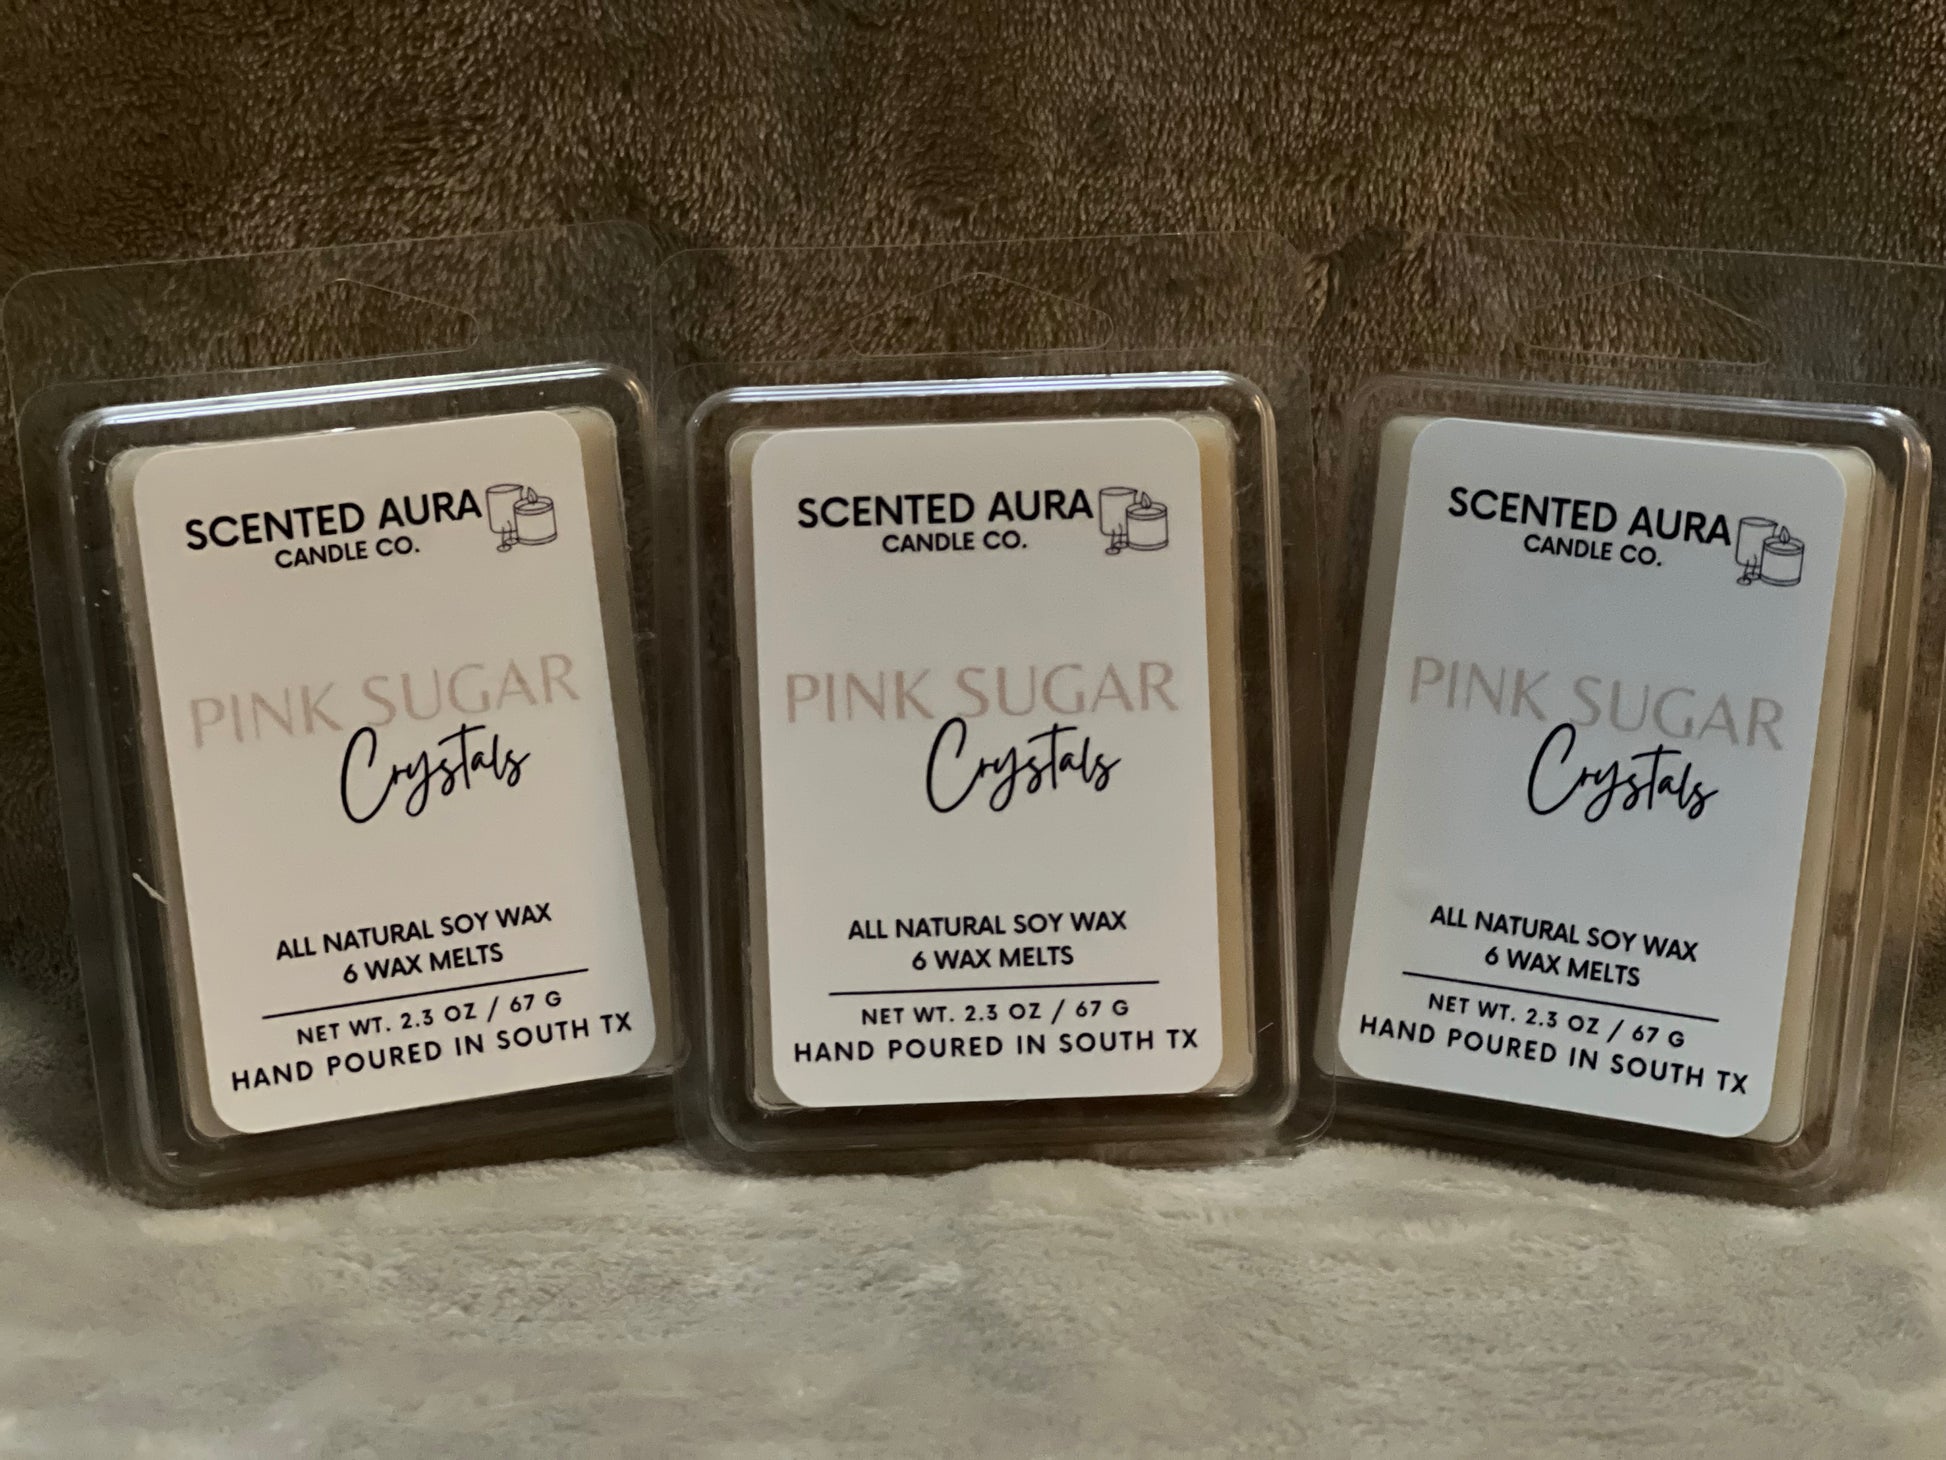 SCENTED AURA
CANDLE CO.
PINK SUGAR
Crystals
ALL NATURAL SOY WAX
6 WAX MELTS
NET WT. 2.3 OZ / 67 G
HAND POURED IN SOUTH TX
SCENTED AURA
CANDLE CO.
PINK SUGAR
Crystals
ALL NATURAL SOY WAX
6 WAX MELTS
NET WT. 2.3 OZ / 67 G
HAND POURED IN SOUTH TX
SCENTED AURA
CANDLE CO.
PINK SUGAR
Crystals
ALL NATURAL SOY WAX
6 WAX MELTS
NET WT. 2.3 OZ / 67 G
HAND POURED IN SOUTH TX